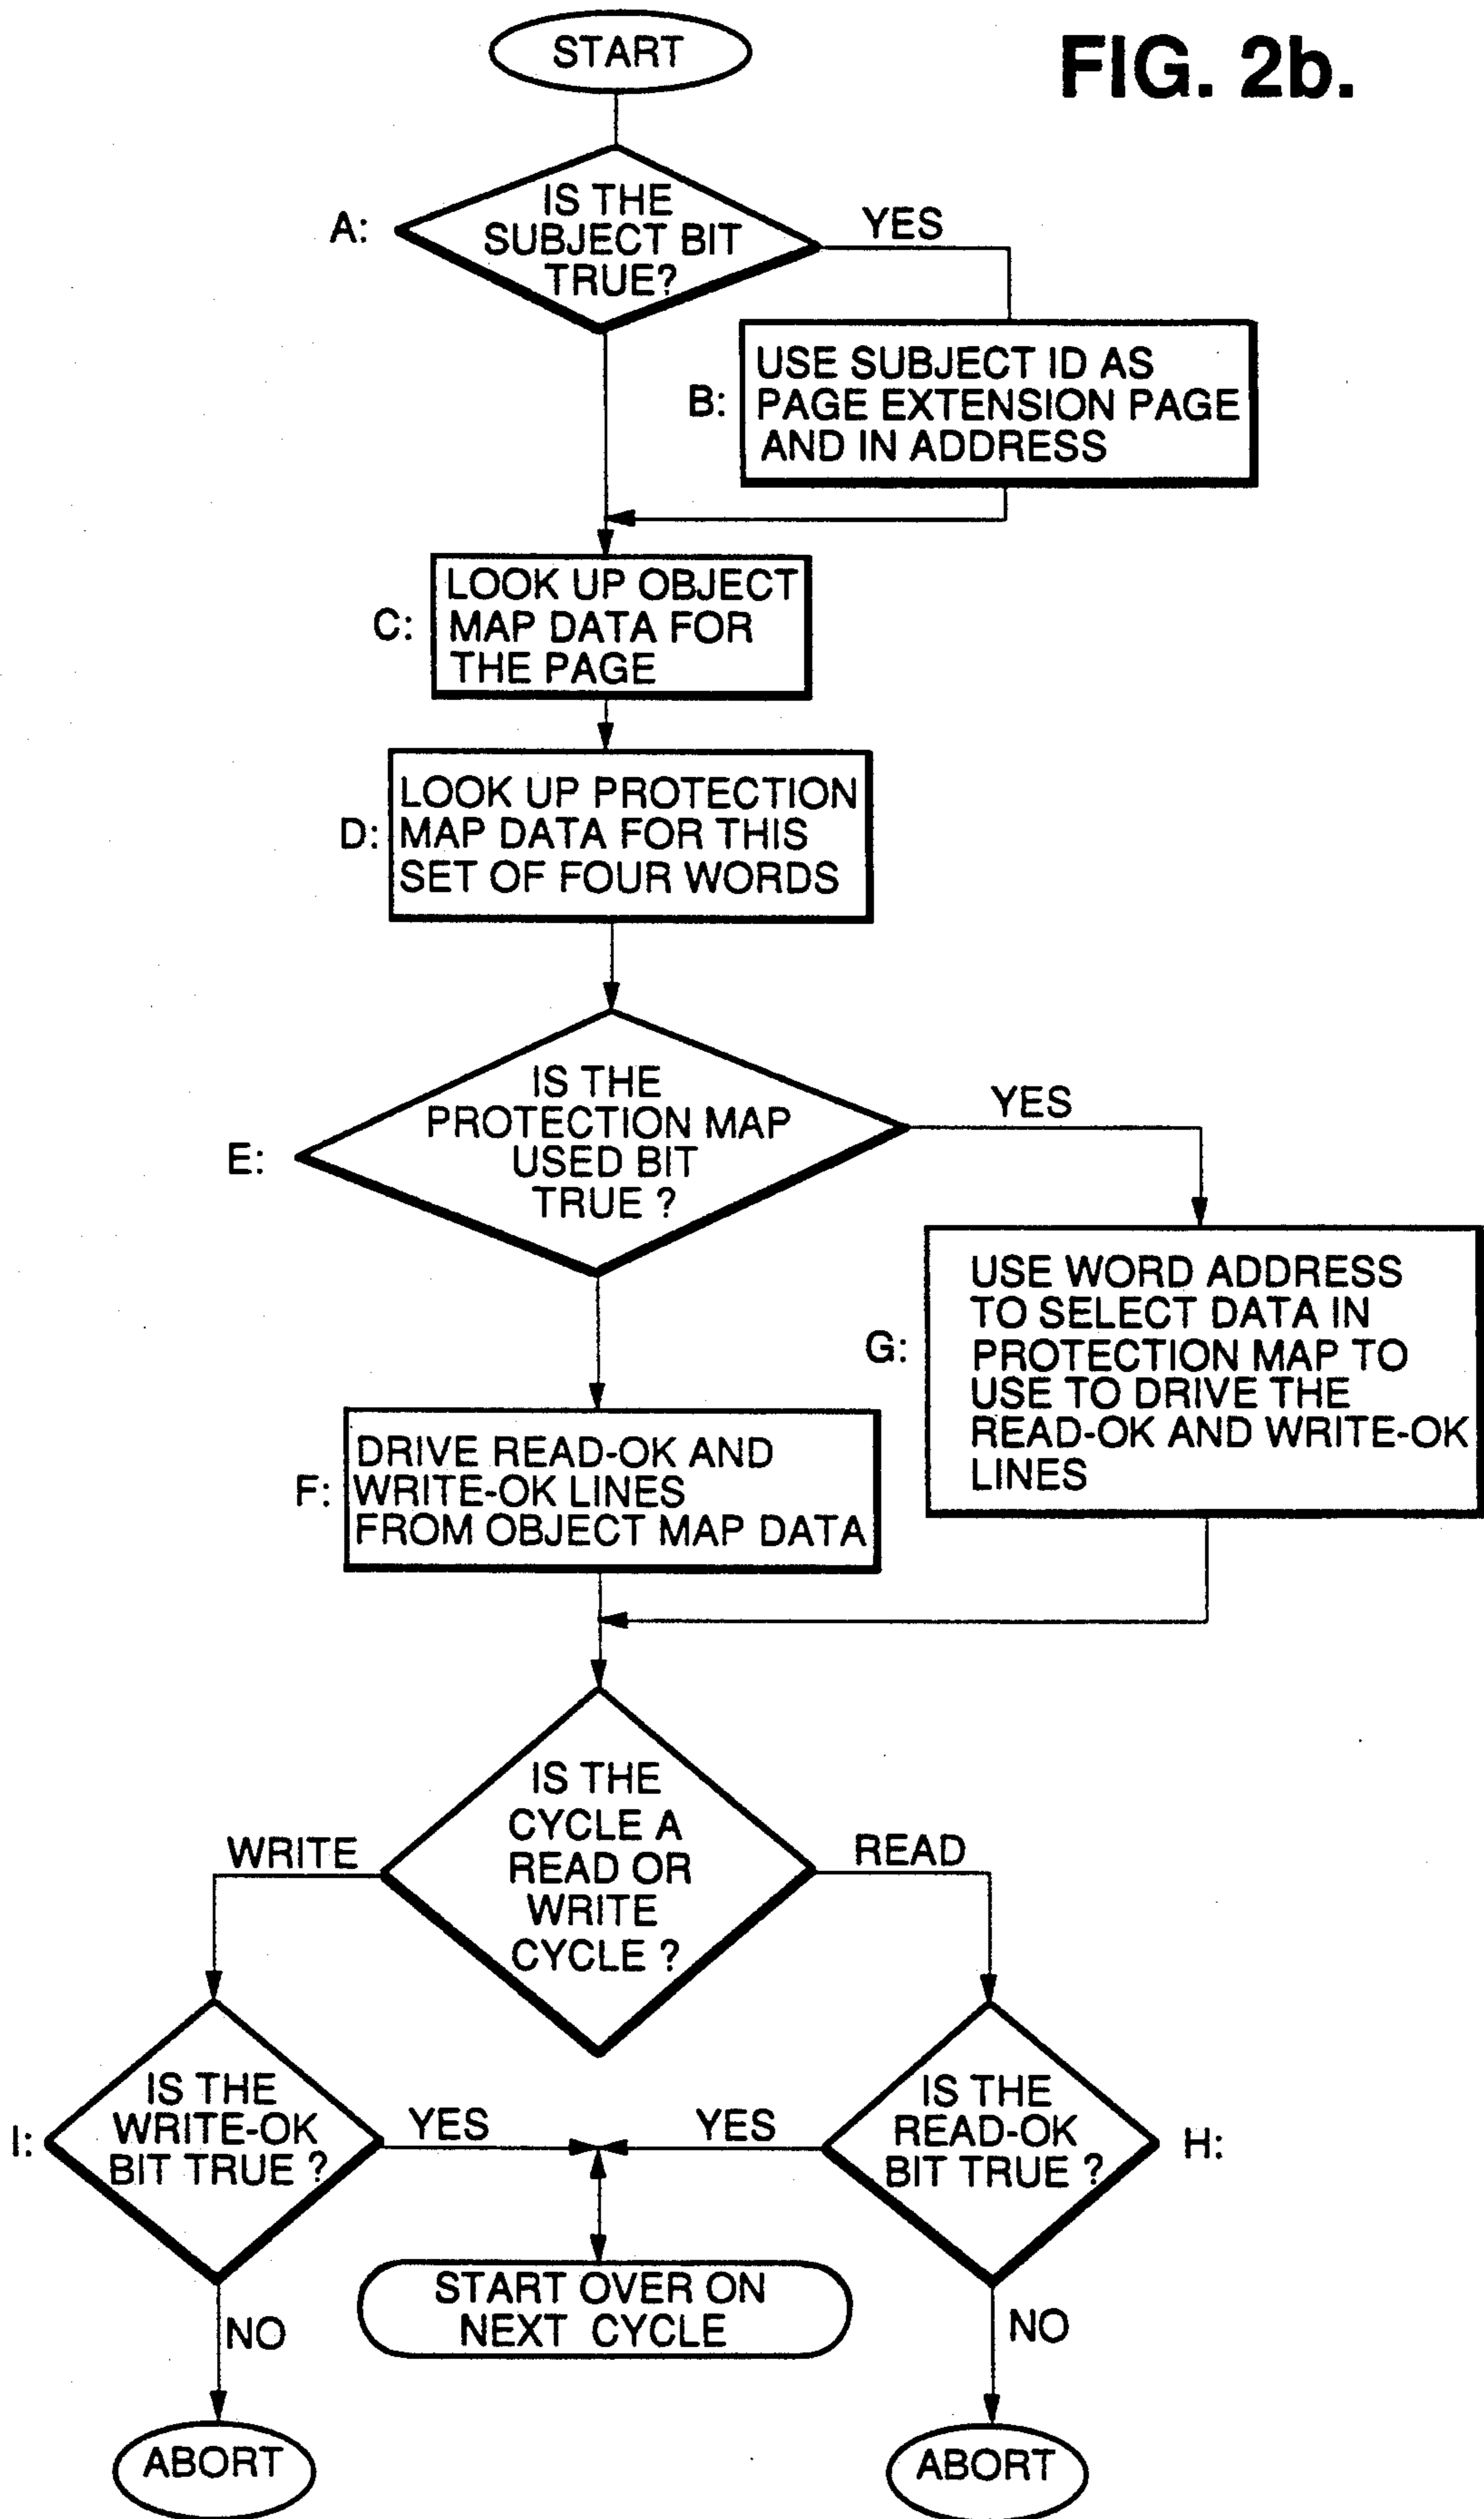 FIG. 2b.
START
A:
IS THE
SUBJECT BIT
TRUE?
YES
B:
USE SUBJECT ID AS
PAGE EXTENSION PAGE
AND IN ADDRESS
C:
LOOK UP OBJECT
MAP DATA FOR
THE PAGE
D:
LOOK UP PROTECTION
MAP DATA FOR THIS
SET OF FOUR WORDS
E:
IS THE
PROTECTION MAP
USED BIT
TRUE ?
YES
G:
USE WORD ADDRESS
TO SELECT DATA IN
PROTECTION MAP TO
USE TO DRIVE THE
READ-OK AND WRITE-OK
LINES
F:
DRIVE READ-OK AND
WRITE-OK LINES
FROM OBJECT MAP DATA
IS THE
CYCLE A
READ OR
WRITE
CYCLE ?
WRITE
READ
I:
IS THE
WRITE-OK
BIT TRUE ?
YES
YES
IS THE
READ-OK
BIT TRUE ?
H:
START OVER ON
NEXT CYCLE
NO
NO
ABORT
ABORT